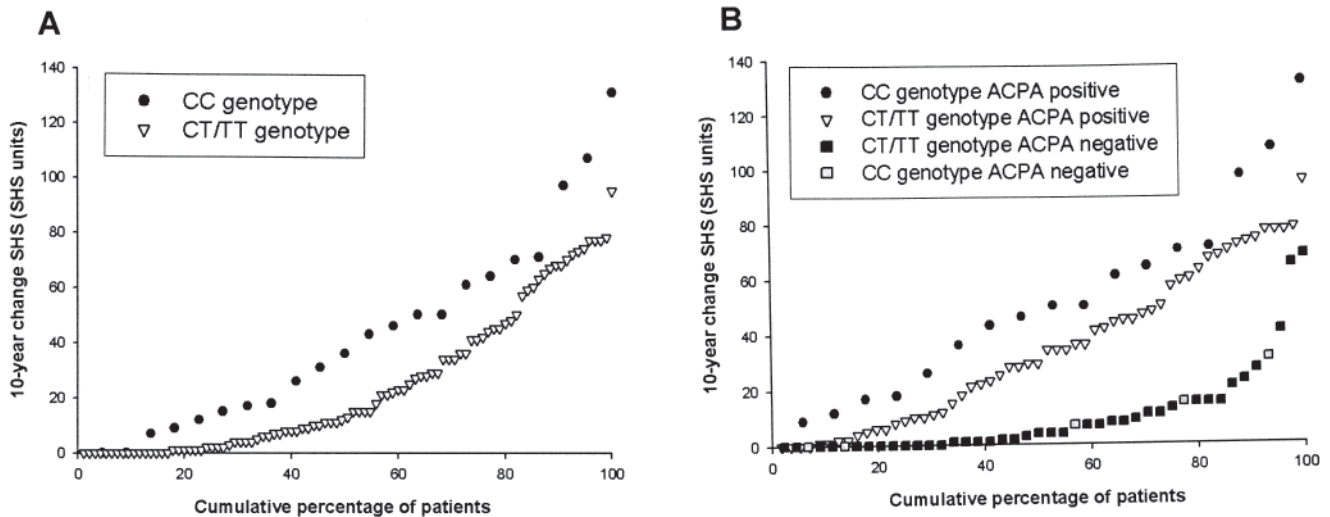 A
140
120
100
80
60
40
20
0
10-year change SHS (SHS units)
CC genotype
CT/TT genotype
0 20 40 60 80 100
Cumulative percentage of patients
B
140
120
100
80
60
40
20
0
10-year change SHS (SHS units)
CC genotype ACPA positive
CT/TT genotype ACPA positive
CT/TT genotype ACPA negative
CC genotype ACPA negative
0 20 40 60 80 100
Cumulative percentage of patients